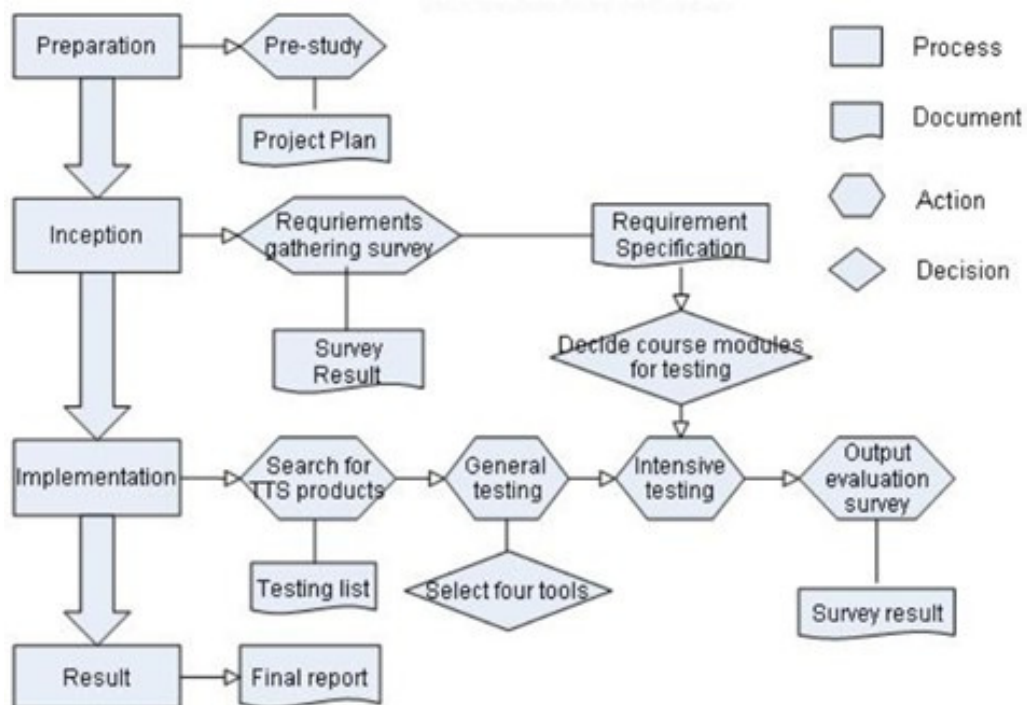 Preparation
Pre-study
Project Plan
Process
Document
Action
Decision
Inception
Requriements
gathering survey
Requirement
Specification
Survey
Result
Decide course modules
for testing
Implementation
Search for
TTS products
General
testing
Intensive
testing
Output
evaluation
survey
Testing list
Select four tools
Survey result
Result
Final report